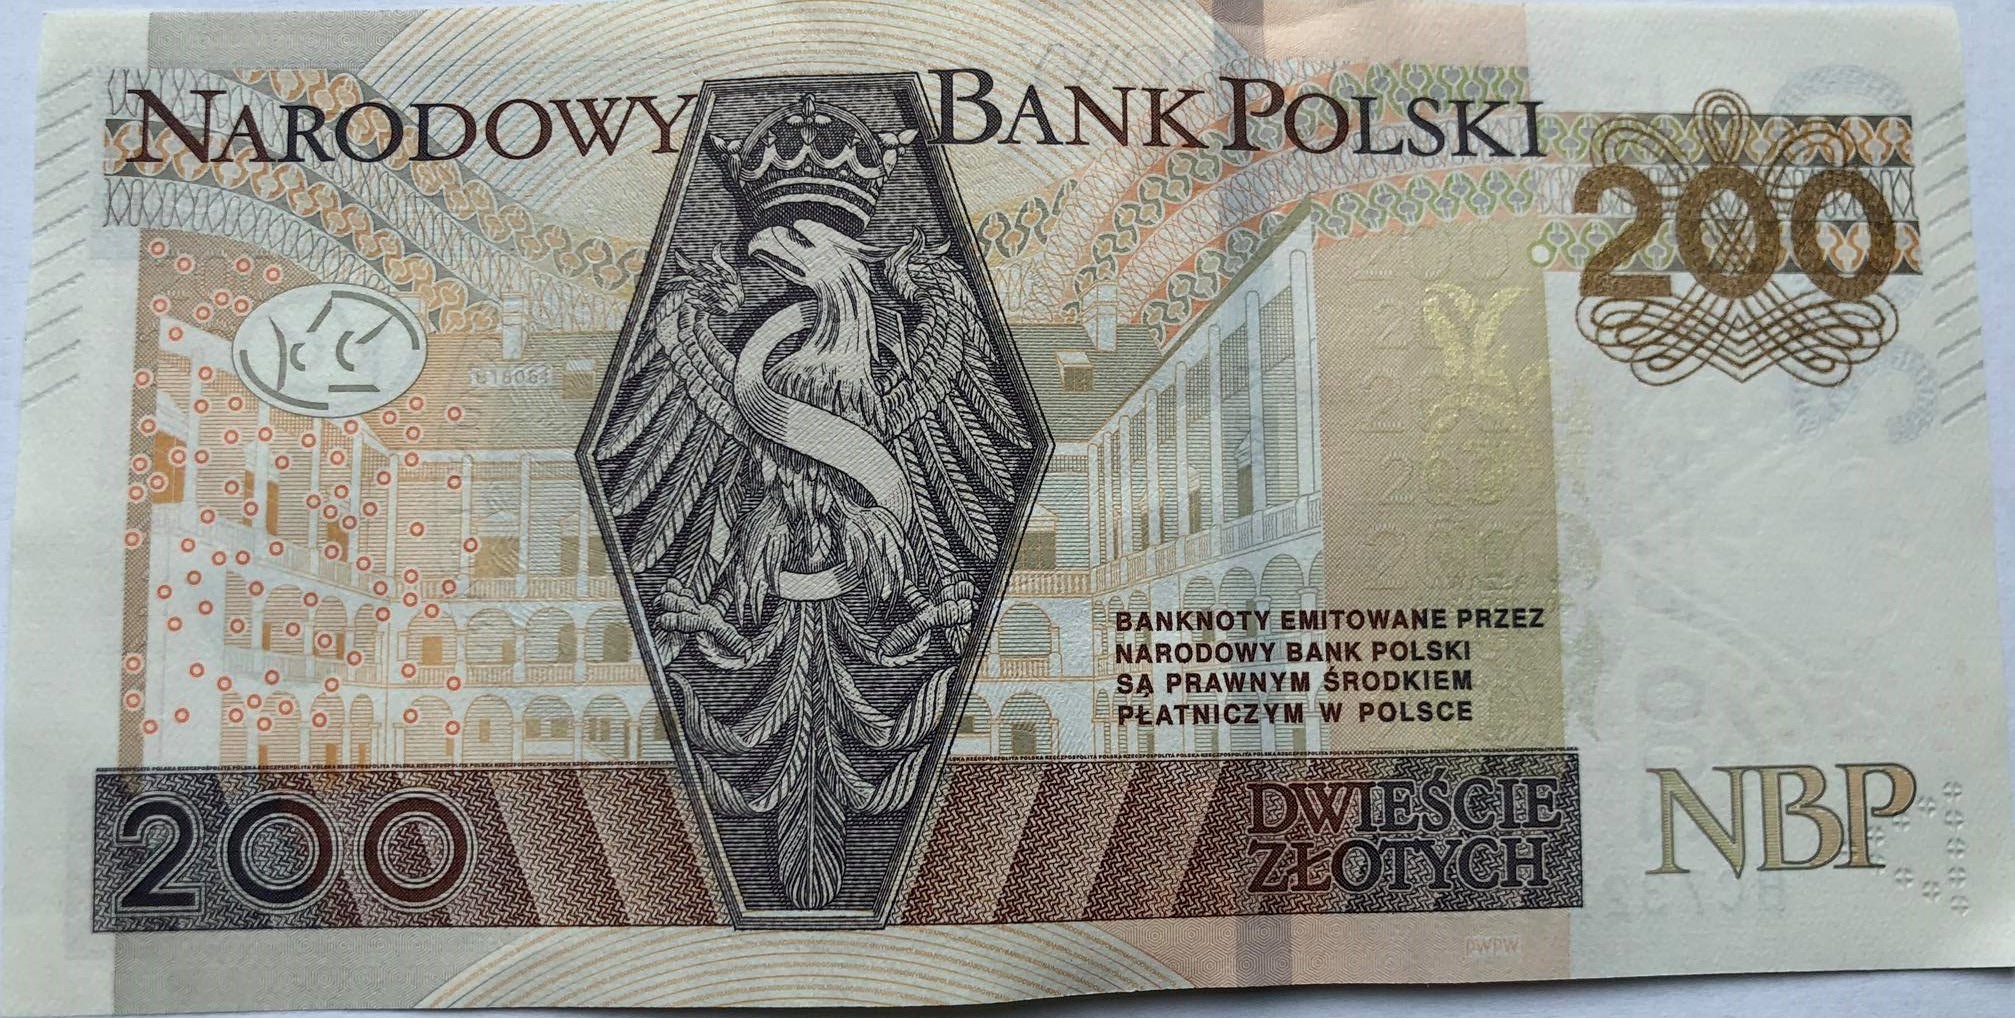 NARODOWY BANK POLSKI
200
BANKNOTY EMITOWANE PRZEZ
NARODOWY BANK POLSKI
SĄ PRAWNYM ŚRODKIEM
PŁATNICZYM W POLSCE
200
DWIEŚCIE
ZŁOTYCH
NBP
PWPW